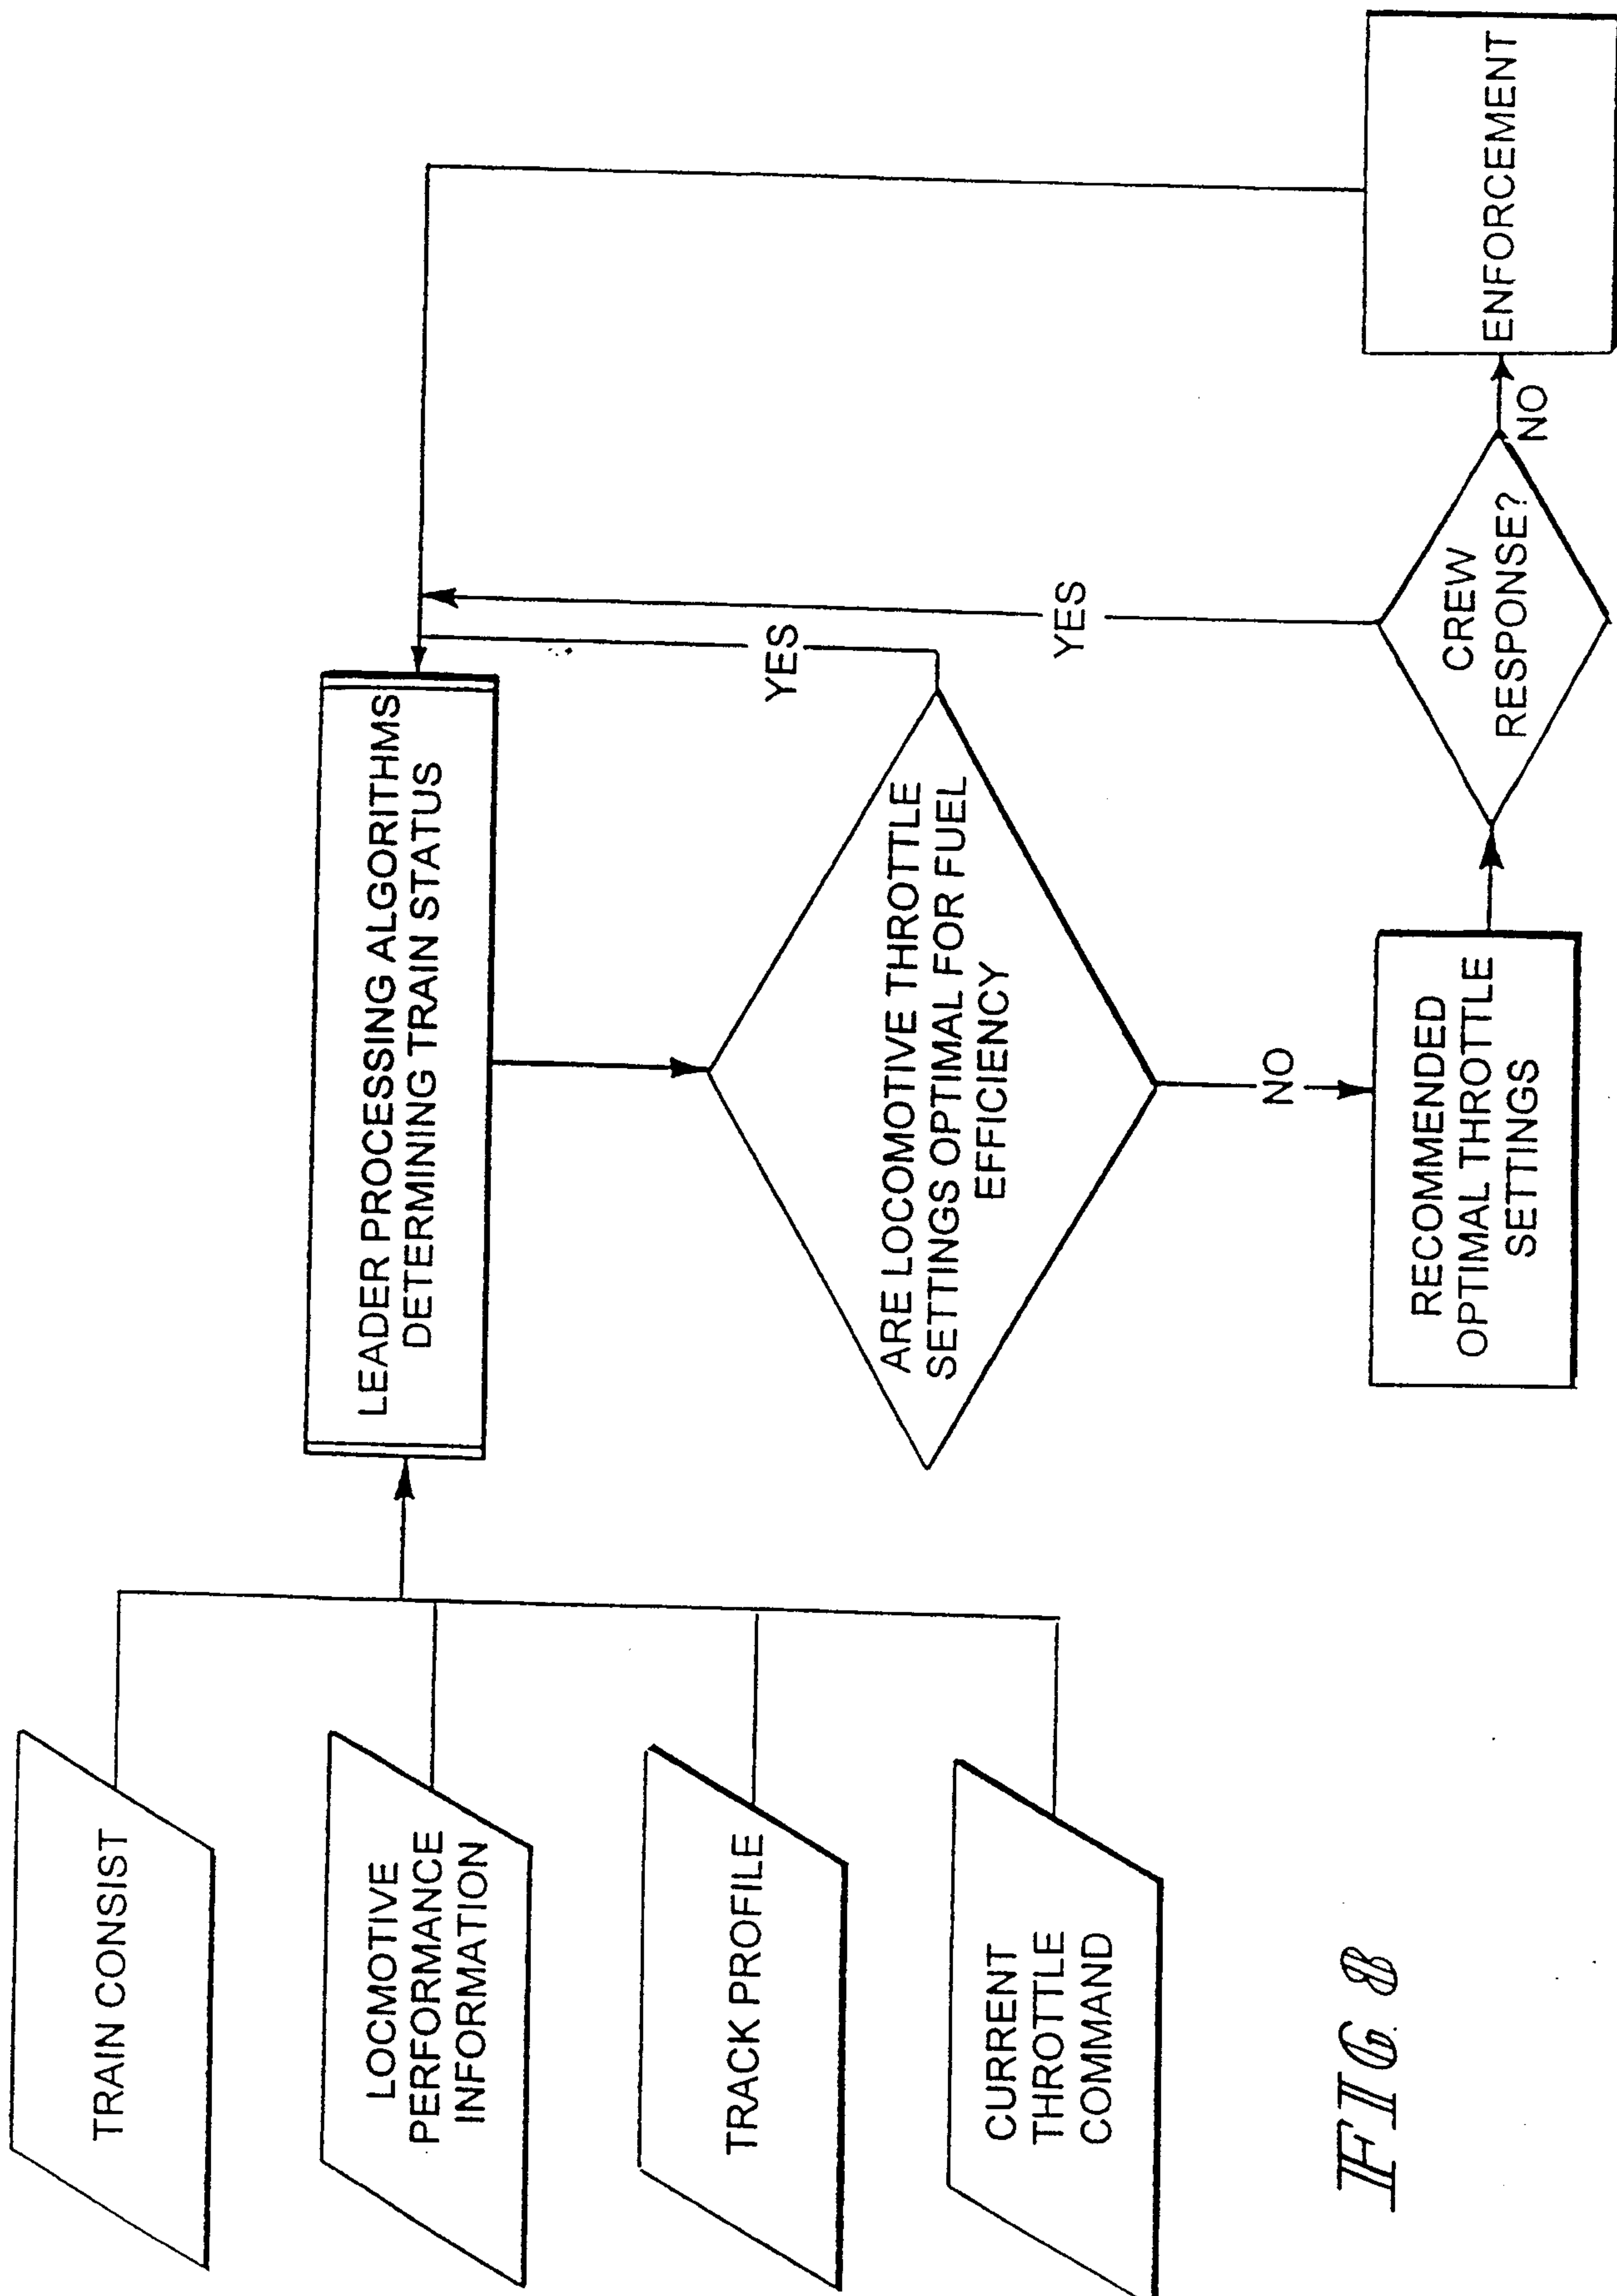 TRAIN CONSIST
LOCMOTIVE
PERFORMANCE
INFORMATION
TRACK PROFILE
CURRENT
THROTTLE
COMMAND
LEADER PROCESSING ALGORITHMS
DETERMINING TRAIN STATUS
ARE LOCOMOTIVE THROTTLE
SETTINGS OPTIMAL FOR FUEL
EFFICIENCY
YES
NO
RECOMMENDED
OPTIMAL THROTTLE
SETTINGS
CREW
RESPONSE?
YES
NO
ENFORCEMENT
FIG 8